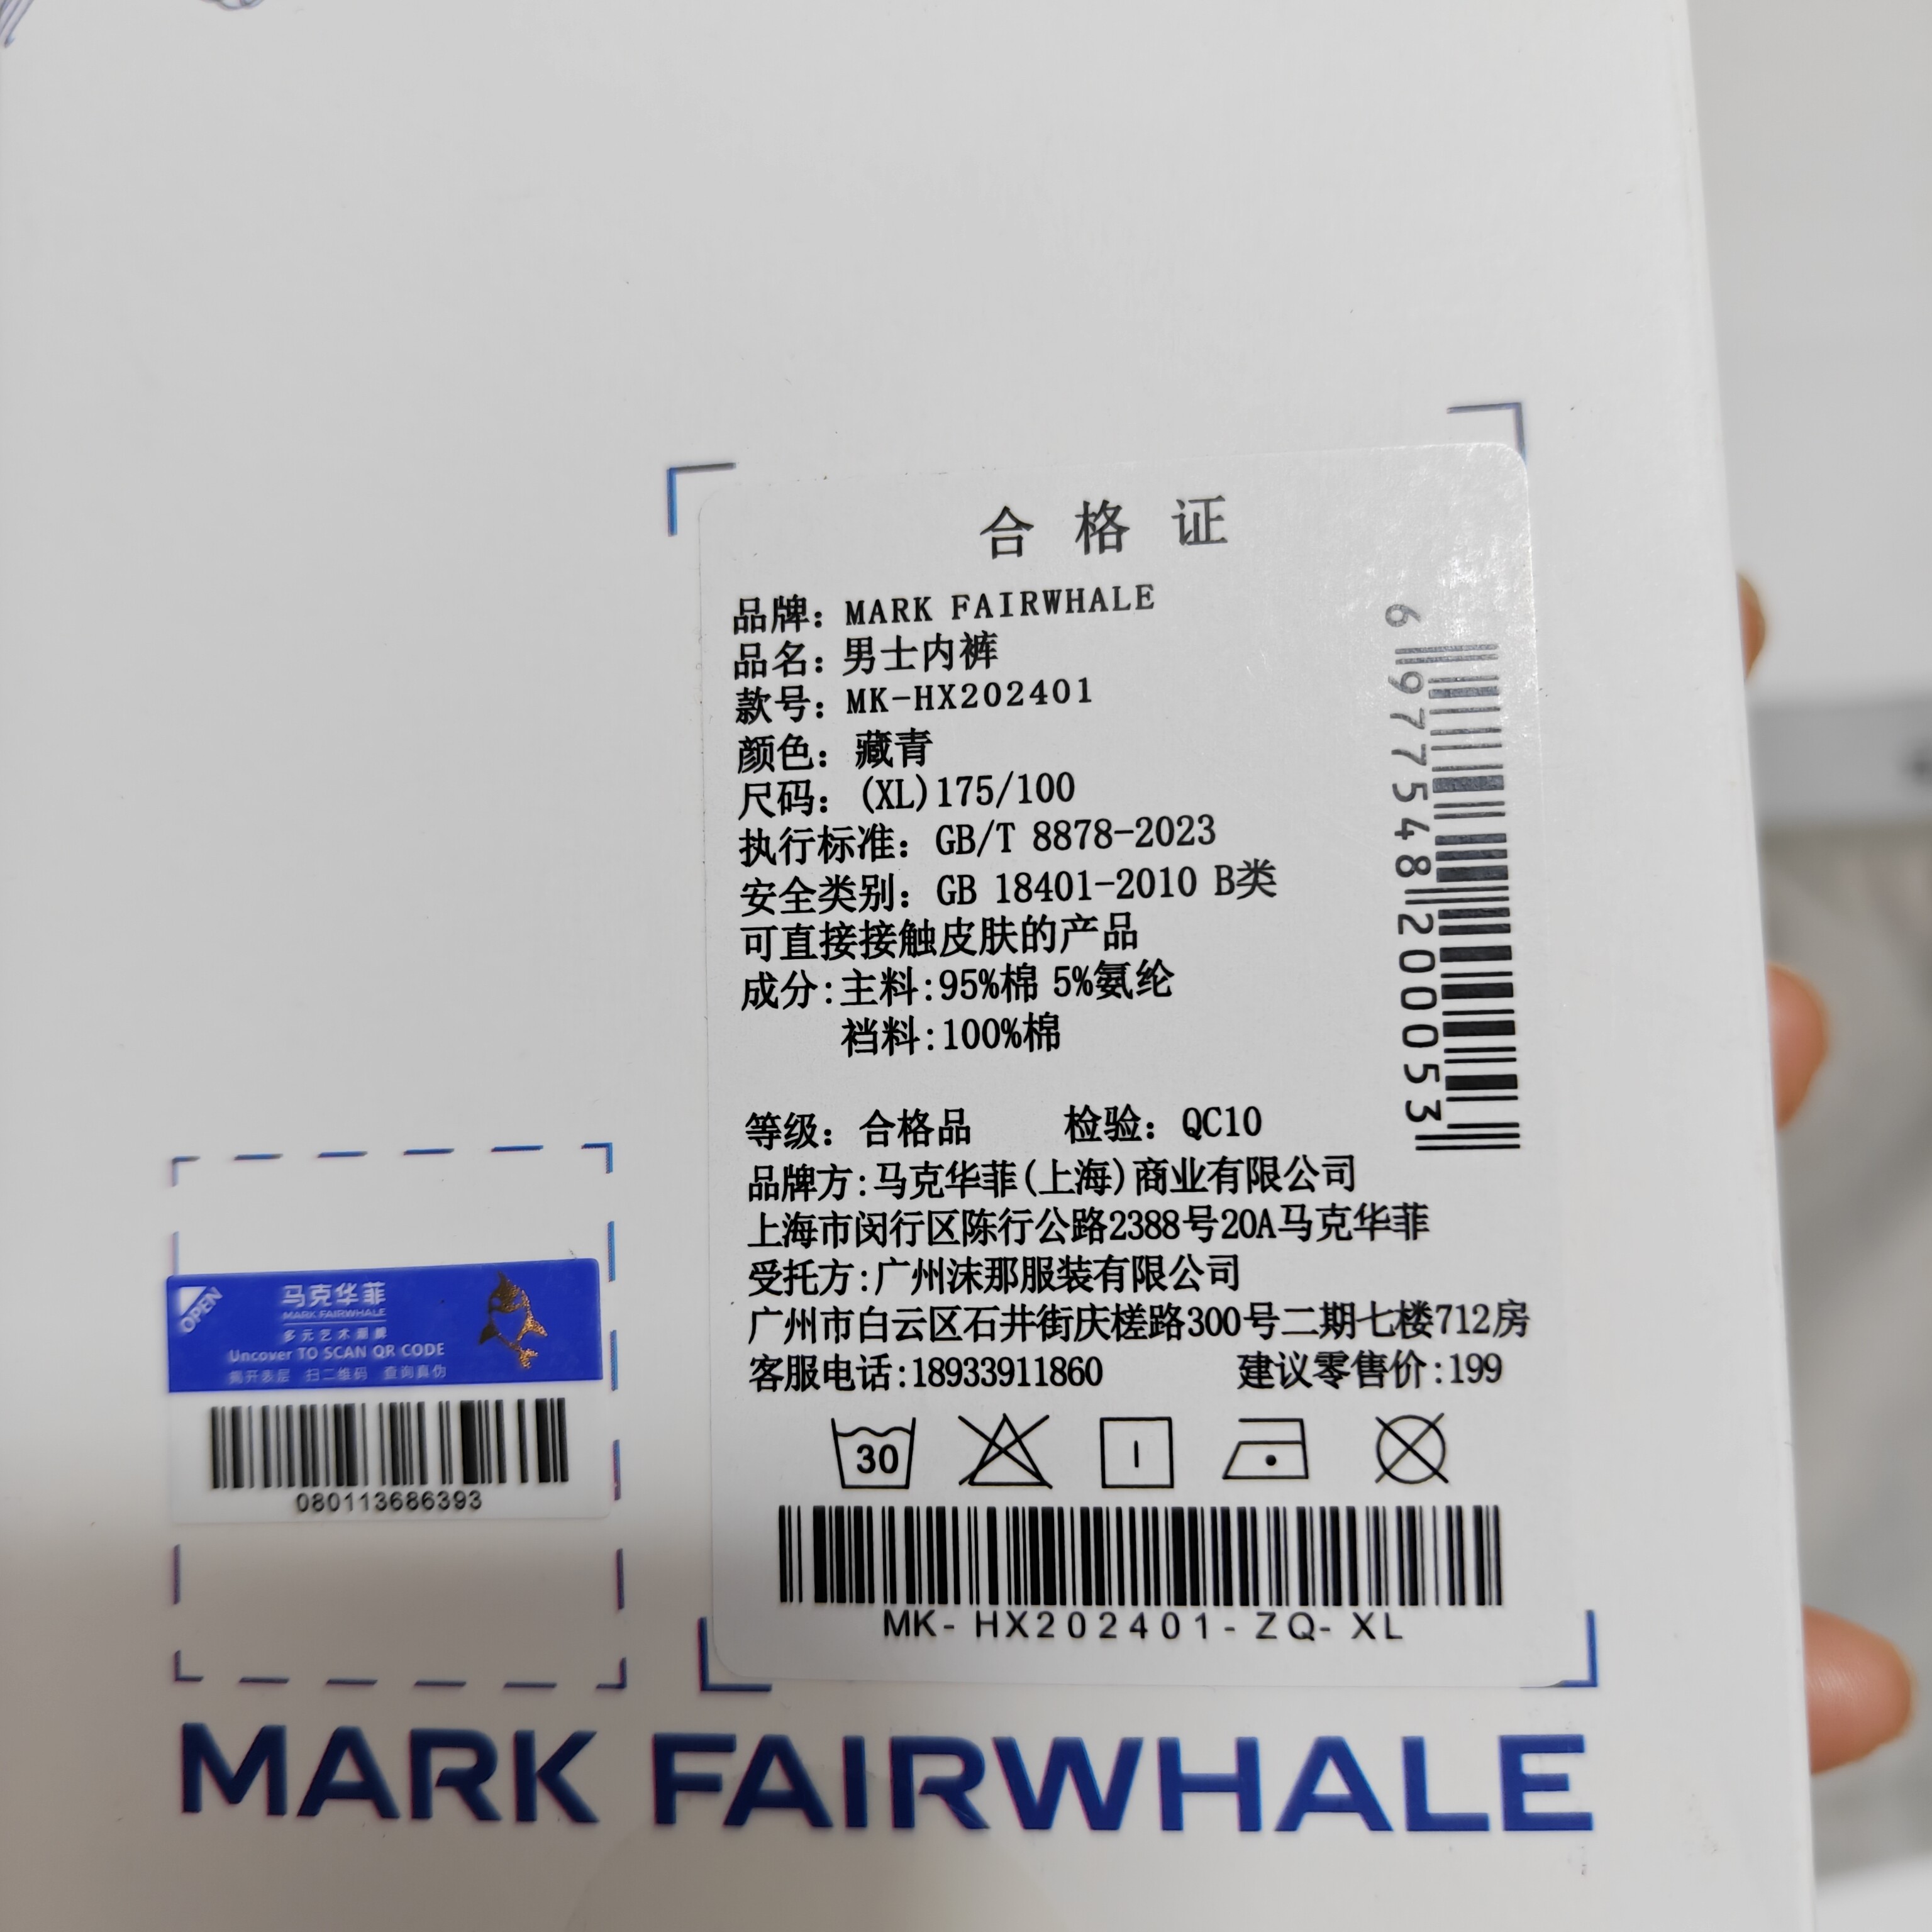 合格证
品牌: MARK FAIRWHALE
品名: 男士内裤
款号: MK-HX202401
颜色: 藏青
尺码: (XL)175/100
执行标准: GB/T 8878-2023
安全类别: GB 18401-2010 B类
可直接接触皮肤的产品
成分:主料:95%棉 5%氨纶
裆料:100%棉
等级: 合格品 检验: QC10
品牌方:马克华菲(上海)商业有限公司
上海市闵行区陈行公路2388号20A马克华菲
受托方:广州沫那服装有限公司
广州市白云区石井街庆槎路300号二期七楼712房
客服电话:18933911860 建议零售价:199
30
MK-HX202401-ZQ-XL
6977548200053
OPEN
马克华菲
MARK FAIRWHALE
多元艺术潮牌
Uncover TO SCAN QR CODE
揭开表层 扫二维码 查询真伪
080113686393
MARK FAIRWHALE